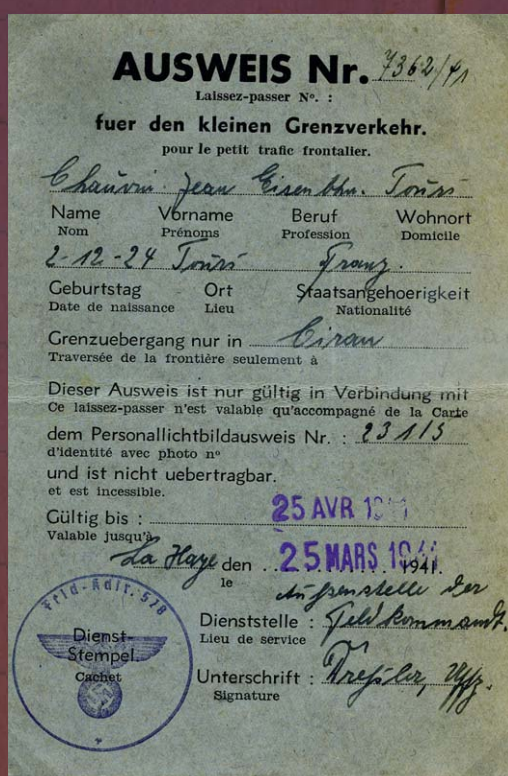 AUSWEIS Nr. 7362/41
Laissez-passer Nº. :
fuer den kleinen Grenzverkehr.
pour le petit trafic frontalier.
Chauvin Jean Eisenbhn. Tours
Name Vorname Beruf Wohnort
Nom Prénoms Profession Domicile
2-12-24 Tours Franz.
Geburtstag Ort Staatsangehoerigkeit
Date de naissance Lieu Nationalité
Grenzuebergang nur in Ciran
Traversée de la frontière seulement à
Dieser Ausweis ist nur gültig in Verbindung mit
Ce laissez-passer n'est valable qu'accompagné de la Carte
dem Personallichtbildausweis Nr. : 23115
d'identité avec photo nº
und ist nicht uebertragbar.
et est incessible.
Gültig bis : 25 AVR
Valable jusqu'à
La Haye den 25 MARS 1941.
le
Außenstelle der
Dienststelle : Feldkommandt.
Lieu de service
Feld-Kdtr. 528
Dienst-
Stempel.
Cachet
Unterschrift : Uffz.
Signature